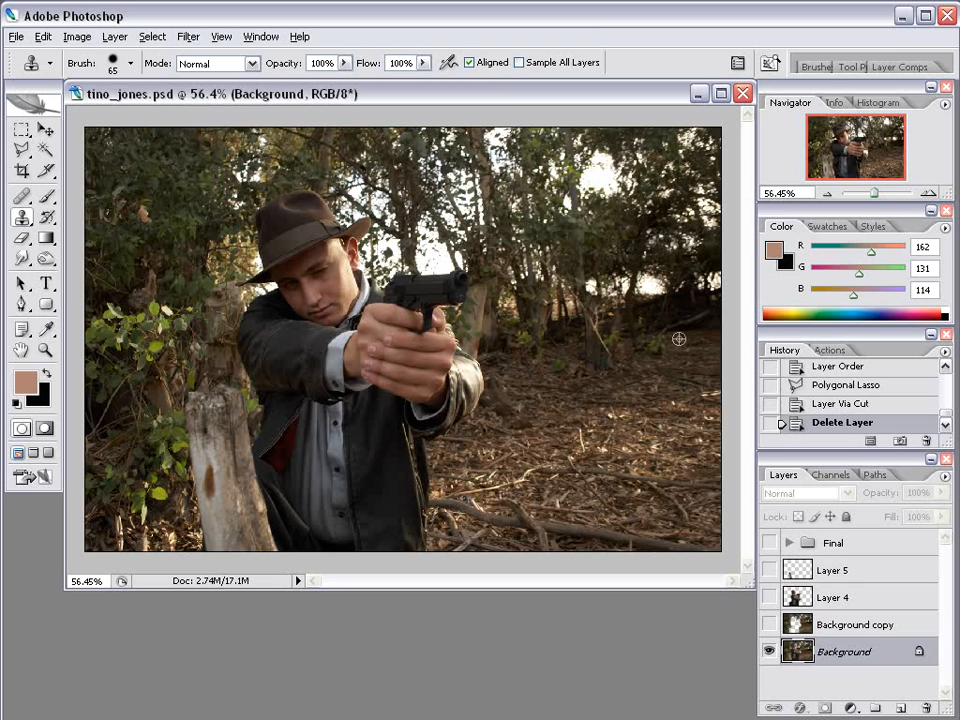 Adobe Photoshop
File Edit Image Layer Select Filter View Window Help
Brush: 65 Mode: Normal Opacity: 100% Flow: 100% Aligned Sample All Layers
Brushe Tool P Layer Comps
tino_jones.psd @ 56.4% (Background, RGB/8*)
Navigator Info Histogram
56.45%
Color Swatches Styles
R 162
G 131
B 114
History Actions
Layer Order
Polygonal Lasso
Layer Via Cut
Delete Layer
Layers Channels Paths
Normal Opacity: 100%
Lock: Fill: 100%
Final
Layer 5
Layer 4
Background copy
Background
56.45% Doc: 2.74M/17.1M